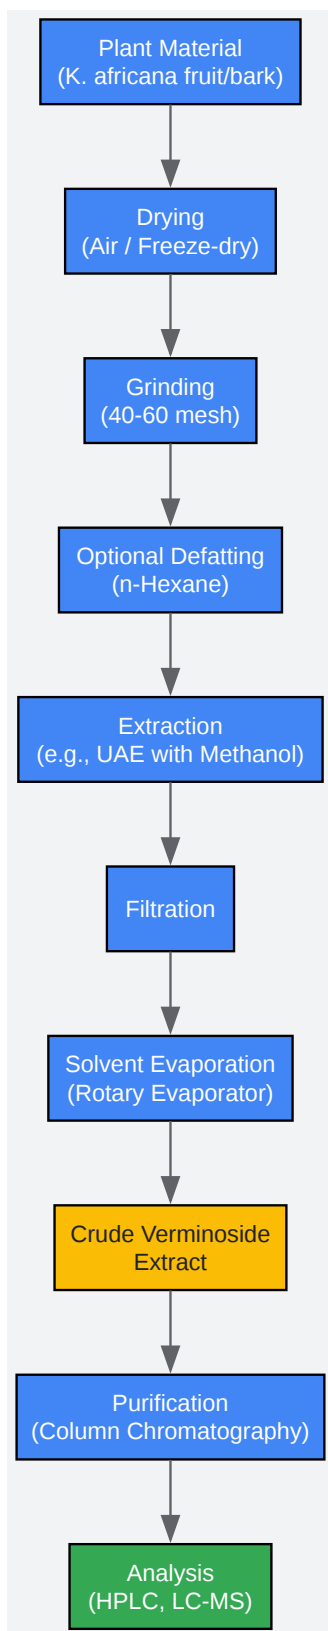 Plant Material
(K. africana fruit/bark)
Drying
(Air / Freeze-dry)
Grinding
(40-60 mesh)
Optional Defatting
(n-Hexane)
Extraction
(e.g., UAE with Methanol)
Filtration
Solvent Evaporation
(Rotary Evaporator)
Crude Verminoside
Extract
Purification
(Column Chromatography)
Analysis
(HPLC, LC-MS)